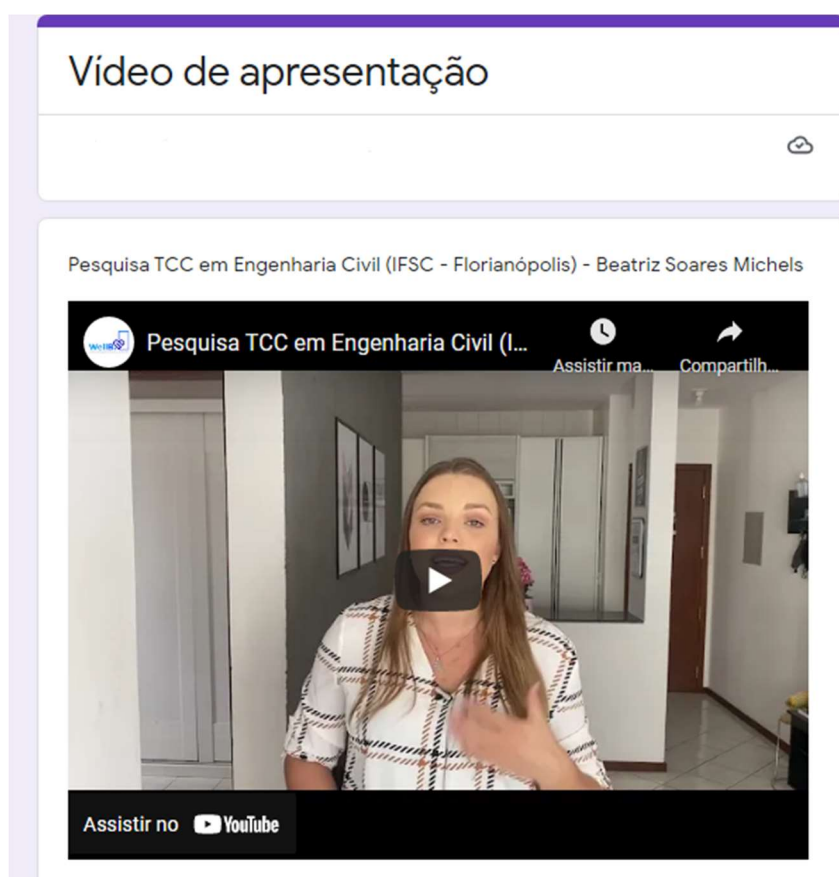 Vídeo de apresentação
Pesquisa TCC em Engenharia Civil (IFSC - Florianópolis) - Beatriz Soares Michels
Pesquisa TCC em Engenharia Civil (I...
Assistir ma...
Compartilh...
Assistir no YouTube